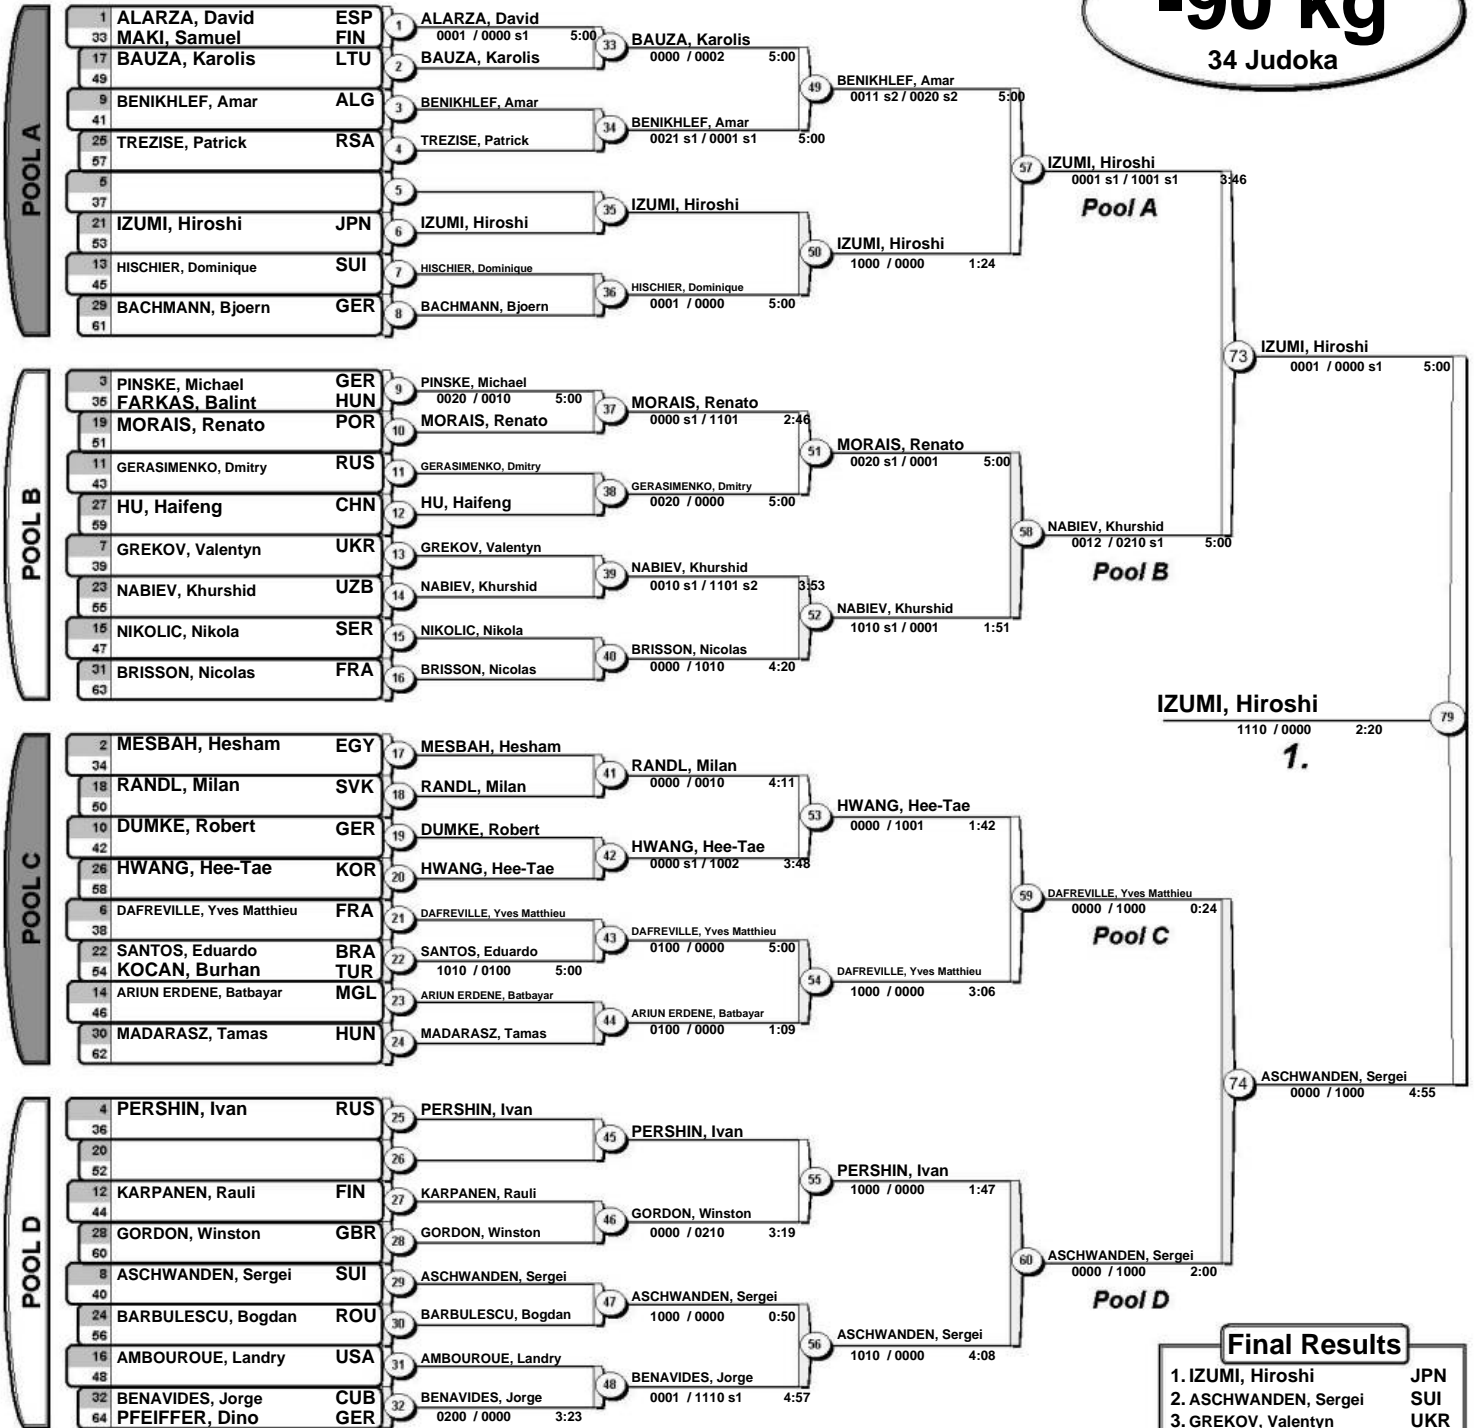 -90 kg
34 Judoka
POOL A
1 ALARZA, David ESP
33 MAKI, Samuel FIN
17 BAUZA, Karolis LTU
49
9 BENIKHLEF, Amar ALG
41
25 TREZISE, Patrick RSA
57
5
37
21 IZUMI, Hiroshi JPN
53
13 HISCHIER, Dominique SUI
45
29 BACHMANN, Bjoern GER
61
1 ALARZA, David
0001 / 0000 s1 5:00
2 BAUZA, Karolis
3 BENIKHLEF, Amar
4 TREZISE, Patrick
5
6 IZUMI, Hiroshi
7 HISCHIER, Dominique
8 BACHMANN, Bjoern
33 BAUZA, Karolis
0000 / 0002 5:00
34 BENIKHLEF, Amar
0021 s1 / 0001 s1 5:00
35 IZUMI, Hiroshi
36 HISCHIER, Dominique
0001 / 0000 5:00
49 BENIKHLEF, Amar
0011 s2 / 0020 s2 5:00
50 IZUMI, Hiroshi
1000 / 0000 1:24
57 IZUMI, Hiroshi
0001 s1 / 1001 s1 3:46
Pool A
POOL B
3 PINSKE, Michael GER
35 FARKAS, Balint HUN
19 MORAIS, Renato POR
51
11 GERASIMENKO, Dmitry RUS
43
27 HU, Haifeng CHN
59
7 GREKOV, Valentyn UKR
39
23 NABIEV, Khurshid UZB
55
15 NIKOLIC, Nikola SER
47
31 BRISSON, Nicolas FRA
63
9 PINSKE, Michael
0020 / 0010 5:00
10 MORAIS, Renato
11 GERASIMENKO, Dmitry
12 HU, Haifeng
13 GREKOV, Valentyn
14 NABIEV, Khurshid
15 NIKOLIC, Nikola
16 BRISSON, Nicolas
37 MORAIS, Renato
0000 s1 / 1101 2:46
38 GERASIMENKO, Dmitry
0020 / 0000 5:00
39 NABIEV, Khurshid
0010 s1 / 1101 s2 3:53
40 BRISSON, Nicolas
0000 / 1010 4:20
51 MORAIS, Renato
0020 s1 / 0001 5:00
52 NABIEV, Khurshid
1010 s1 / 0001 1:51
58 NABIEV, Khurshid
0012 / 0210 s1 5:00
Pool B
73 IZUMI, Hiroshi
0001 / 0000 s1 5:00
IZUMI, Hiroshi 79
1110 / 0000 2:20
1.
POOL C
2 MESBAH, Hesham EGY
34
18 RANDL, Milan SVK
50
10 DUMKE, Robert GER
42
26 HWANG, Hee-Tae KOR
58
6 DAFREVILLE, Yves Matthieu FRA
38
22 SANTOS, Eduardo BRA
54 KOCAN, Burhan TUR
14 ARIUN ERDENE, Batbayar MGL
46
30 MADARASZ, Tamas HUN
62
17 MESBAH, Hesham
18 RANDL, Milan
19 DUMKE, Robert
20 HWANG, Hee-Tae
21 DAFREVILLE, Yves Matthieu
22 SANTOS, Eduardo
1010 / 0100 5:00
23 ARIUN ERDENE, Batbayar
24 MADARASZ, Tamas
41 RANDL, Milan
0000 / 0010 4:11
42 HWANG, Hee-Tae
0000 s1 / 1002 3:48
43 DAFREVILLE, Yves Matthieu
0100 / 0000 5:00
44 ARIUN ERDENE, Batbayar
0100 / 0000 1:09
53 HWANG, Hee-Tae
0000 / 1001 1:42
54 DAFREVILLE, Yves Matthieu
1000 / 0000 3:06
59 DAFREVILLE, Yves Matthieu
0000 / 1000 0:24
Pool C
POOL D
4 PERSHIN, Ivan RUS
36
20
52
12 KARPANEN, Rauli FIN
44
28 GORDON, Winston GBR
60
8 ASCHWANDEN, Sergei SUI
40
24 BARBULESCU, Bogdan ROU
56
16 AMBOUROUE, Landry USA
48
32 BENAVIDES, Jorge CUB
64 PFEIFFER, Dino GER
25 PERSHIN, Ivan
26
27 KARPANEN, Rauli
28 GORDON, Winston
29 ASCHWANDEN, Sergei
30 BARBULESCU, Bogdan
31 AMBOUROUE, Landry
32 BENAVIDES, Jorge
0200 / 0000 3:23
45 PERSHIN, Ivan
46 GORDON, Winston
0000 / 0210 3:19
47 ASCHWANDEN, Sergei
1000 / 0000 0:50
48 BENAVIDES, Jorge
0001 / 1110 s1 4:57
55 PERSHIN, Ivan
1000 / 0000 1:47
56 ASCHWANDEN, Sergei
1010 / 0000 4:08
60 ASCHWANDEN, Sergei
0000 / 1000 2:00
Pool D
74 ASCHWANDEN, Sergei
0000 / 1000 4:55
Final Results
1. IZUMI, Hiroshi JPN
2. ASCHWANDEN, Sergei SUI
3. GREKOV, Valentyn UKR